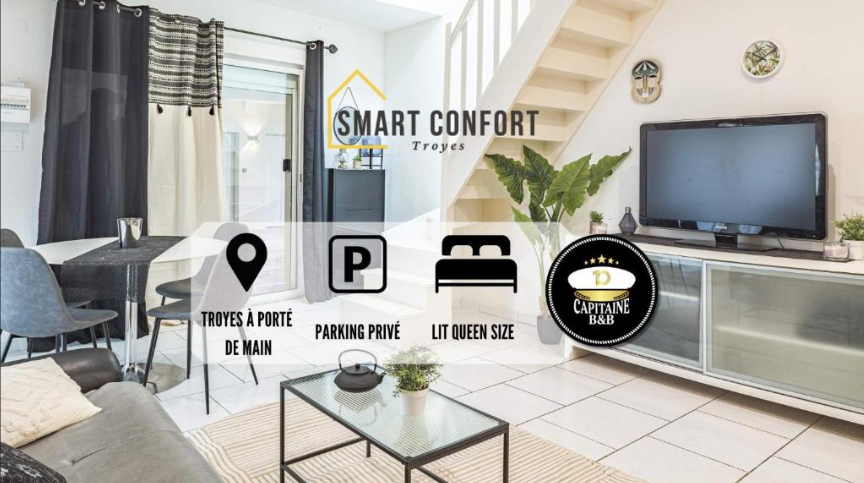 SMART CONFORT
Troyes
P
TROYES À PORTÉ
DE MAIN
PARKING PRIVÉ
LIT QUEEN SIZE
CAPITAINE
B&B